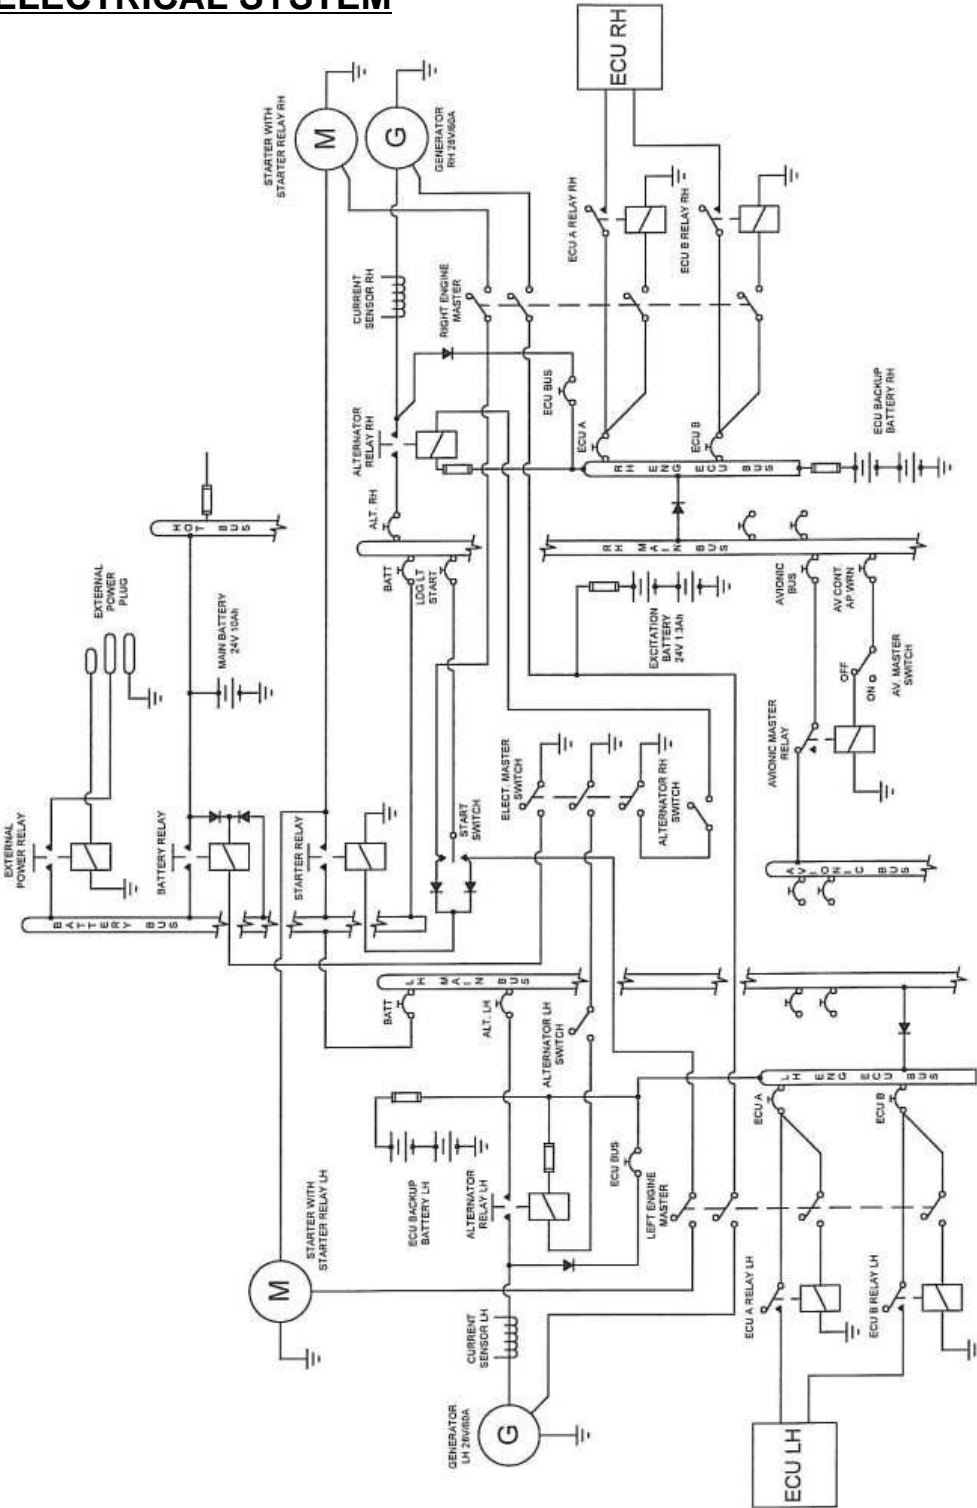 ELECTRICAL SYSTEM
ECU RH
STARTER WITH
STARTER RELAY RH
M
G
GENERATOR
RH 28V/60A
ECU A RELAY RH
ECU B RELAY RH
CURRENT
SENSOR RH
RIGHT ENGINE
MASTER
ECU BUS
ECU BACKUP
BATTERY RH
ALTERNATOR
RELAY RH
ECU A
ECU B
RH ENG ECU BUS
ALT. RH
HOT BUS
EXTERNAL
POWER
PLUG
MAIN BATTERY
24V 10Ah
BATT
LDG LT
START
RH MAIN BUS
EXCITATION
BATTERY
24V 1.3Ah
AVIONIC
BUS
AV CONT.
AP WRN
OFF
ON
AV. MASTER
SWITCH
AVIONIC MASTER
RELAY
ELECT. MASTER
SWITCH
ALTERNATOR RH
SWITCH
START
SWITCH
EXTERNAL
POWER RELAY
BATTERY RELAY
STARTER RELAY
BATTERY BUS
AVIONIC BUS
LH MAIN BUS
BATT
ALT. LH
ALTERNATOR LH
SWITCH
LH ENG ECU BUS
ECU A
ECU B
ECU BACKUP
BATTERY LH
ALTERNATOR
RELAY LH
ECU BUS
LEFT ENGINE
MASTER
STARTER WITH
STARTER RELAY LH
M
CURRENT
SENSOR LH
ECU A RELAY LH
ECU B RELAY LH
GENERATOR
LH 28V/60A
G
ECU LH